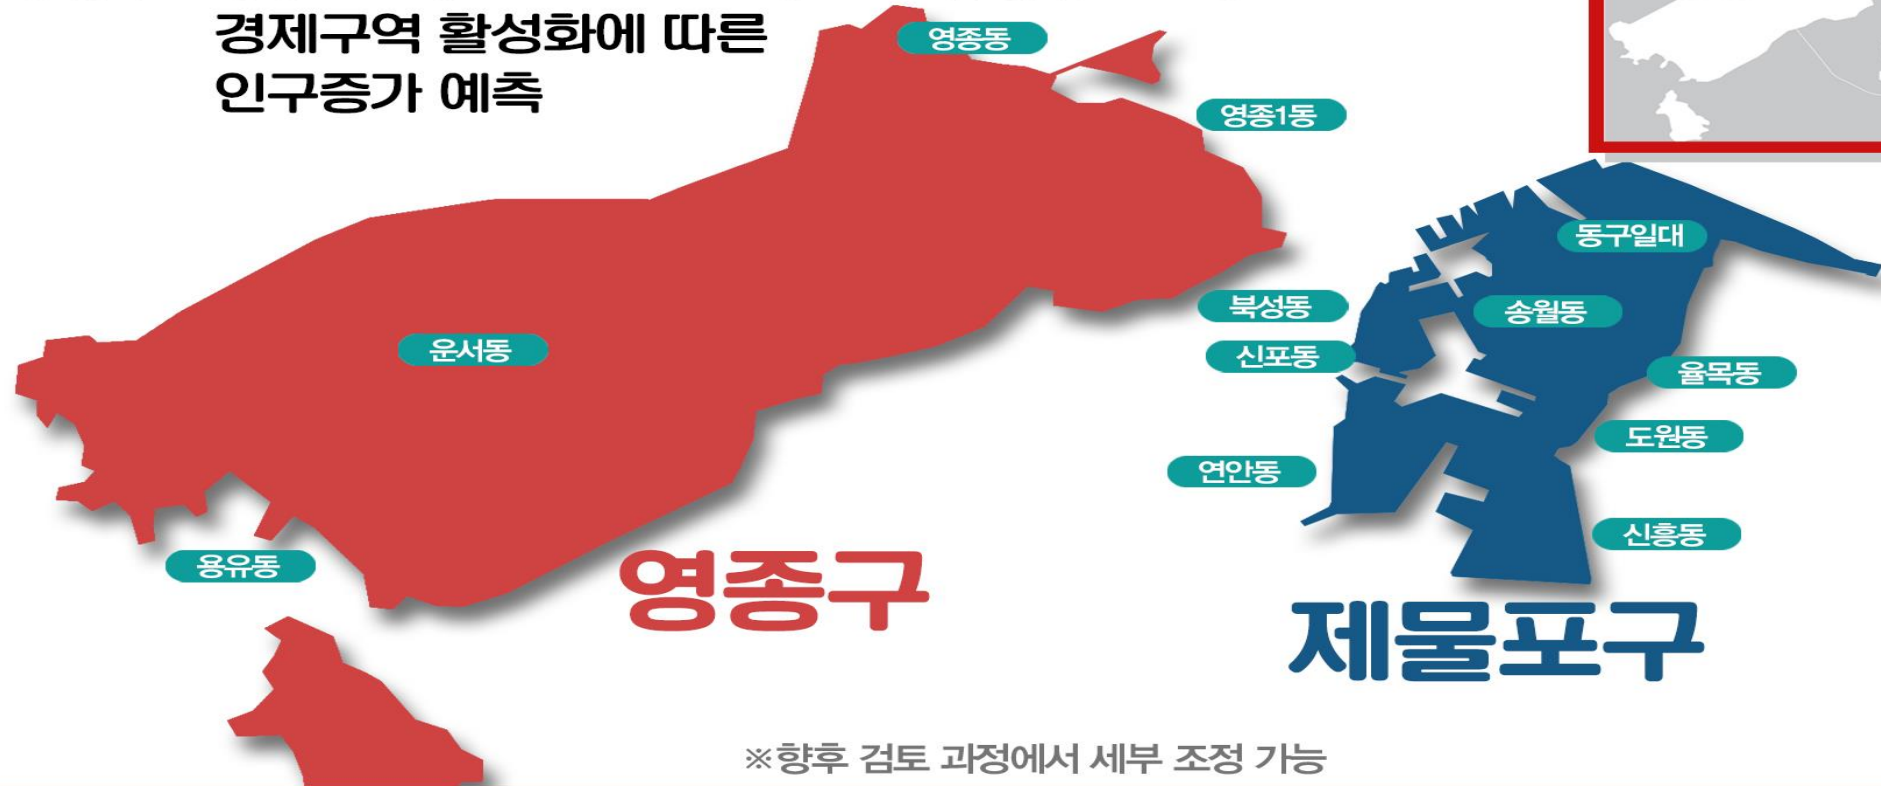 경제구역 활성화에 따른
인구증가 예측
영종동
영종1동
동구일대
북성동
송월동
신포동
운서동
율목동
도원동
연안동
신흥동
용유동
영종구
제물포구
※향후 검토 과정에서 세부 조정 가능